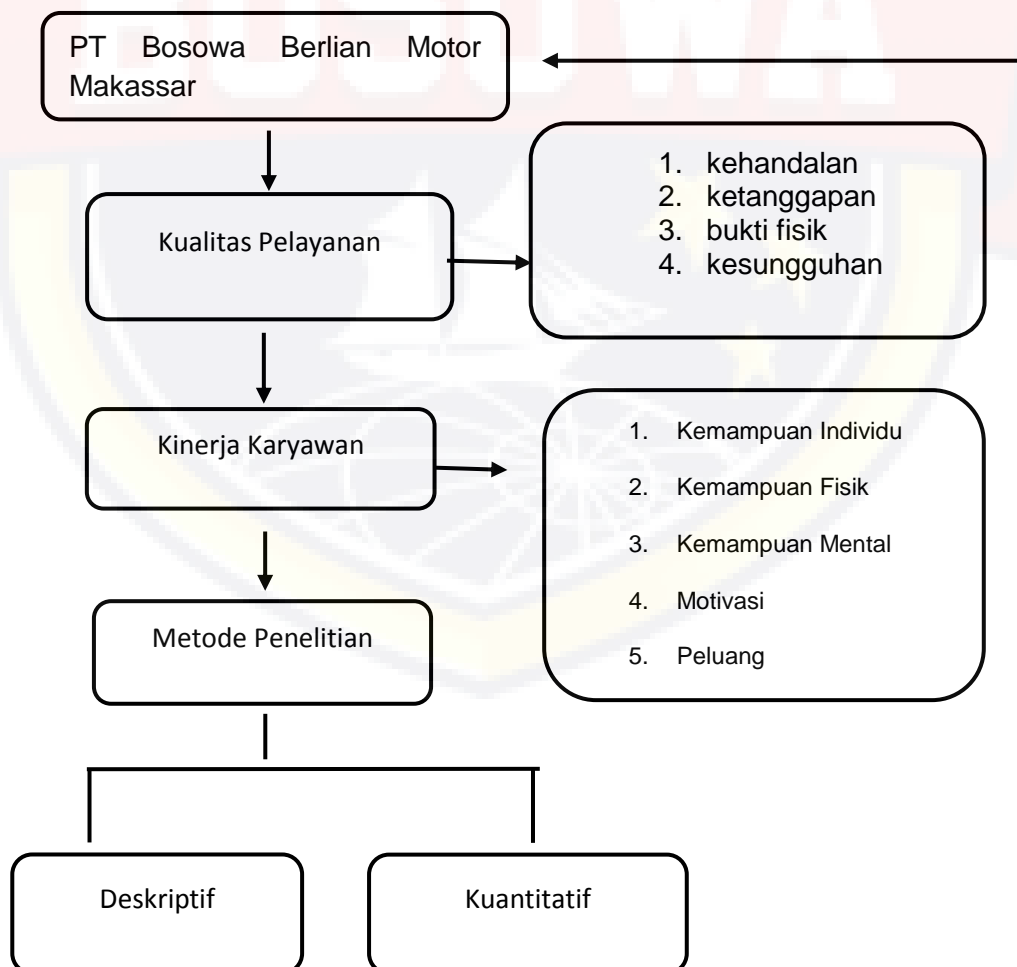 BOSOWA
PT Bosowa Berlian Motor
Makassar
1. kehandalan
2. ketanggapan
3. bukti fisik
4. kesungguhan
Kualitas Pelayanan
1. Kemampuan Individu
2. Kemampuan Fisik
3. Kemampuan Mental
4. Motivasi
5. Peluang
Kinerja Karyawan
Metode Penelitian
Deskriptif
Kuantitatif